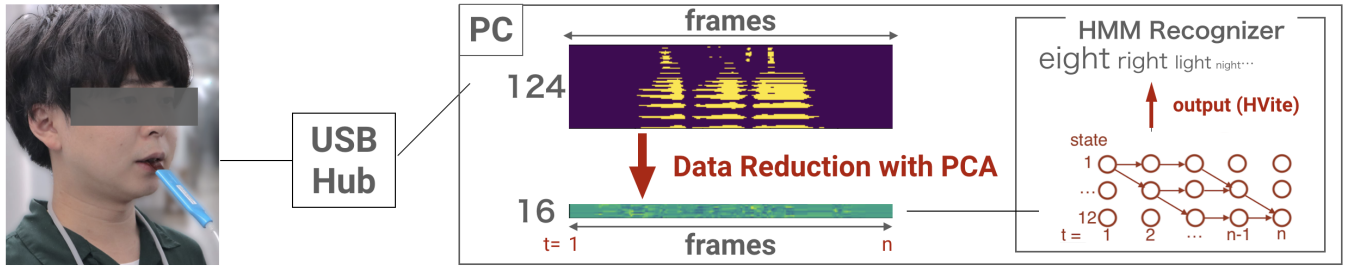 USB
Hub
PC
frames
124
Data Reduction with PCA
16
t= 1
n
frames
HMM Recognizer
eight right light night…
output (HVite)
state
1
…
12
t = 1 2 … n-1 n